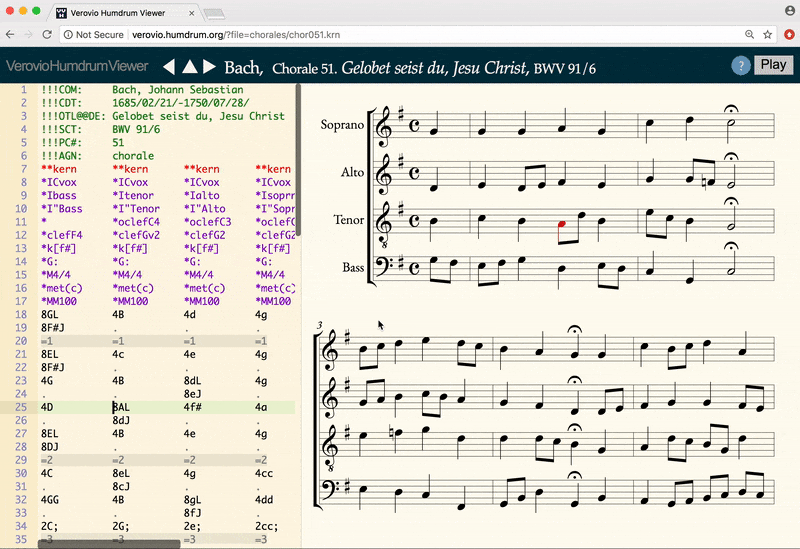 Verovio Humdrum Viewer
Not Secure verovio.humdrum.org/?file=chorales/chor051.krn
VerovioHumdrumViewer Bach, Chorale 51. Gelobet seist du, Jesu Christ, BWV 91/6 ? Play
1 !!!COM: Bach, Johann Sebastian
2 !!!CDT: 1685/02/21/-1750/07/28/
3 !!!OTL@@DE: Gelobet seist du, Jesu Christ
4 !!!SCT: BWV 91/6
5 !!!PC#: 51
6 !!!AGN: chorale
7 **kern **kern **kern **kern
8 *ICvox *ICvox *ICvox *ICvox
9 *Ibass *Itenor *Ialto *Isoprr
10 *I"Bass *I"Tenor *I"Alto *I"Sopr
11 * *oclefC4 *oclefC3 *oclefC
12 *clefF4 *clefGv2 *clefG2 *clefG2
13 *k[f#] *k[f#] *k[f#] *k[f#]
14 *G: *G: *G: *G:
15 *M4/4 *M4/4 *M4/4 *M4/4
16 *met(c) *met(c) *met(c) *met(c)
17 *MM100 *MM100 *MM100 *MM100
18 8GL 4B 4d 4g
19 8F#J . . .
20 =1 =1 =1 =1
21 8EL 4c 4e 4g
22 8F#J . . .
23 4G 4B 8dL 4g
24 . . 8eJ .
25 4D 8AL 4f# 4a
26 . 8dJ . .
27 8EL 4B 4e 4g
28 8DJ . . .
29 =2 =2 =2 =2
30 4C 8eL 4g 4cc
31 . 8cJ . .
32 4GG 4B 8gL 4dd
33 . . 8fJ .
34 2C; 2G; 2e; 2cc;
35 =3 =3 =3 =3
Soprano
Alto
Tenor
Bass
3